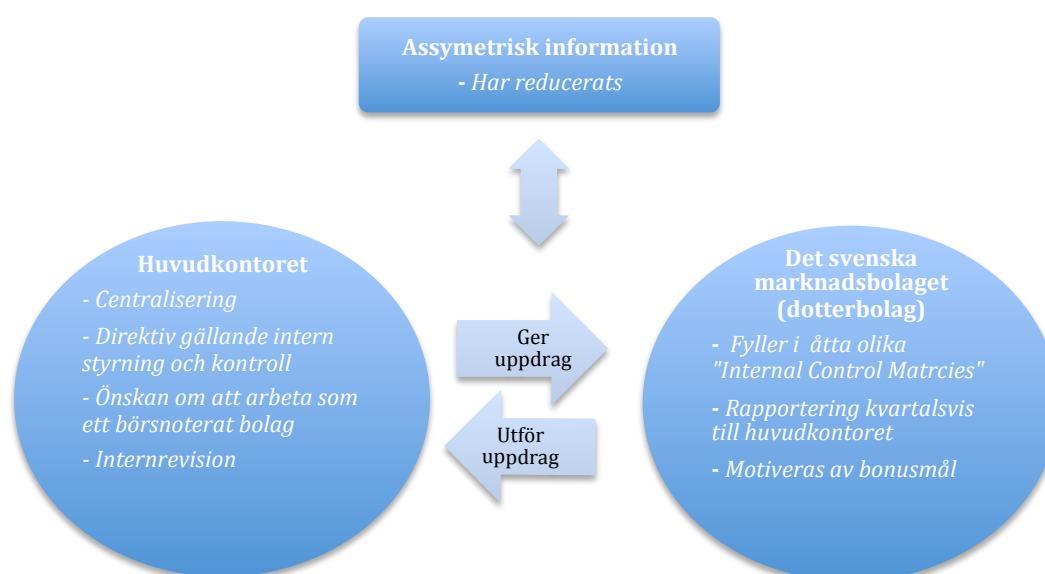 Assymetrisk information
- Har reducerats
Huvudkontoret
- Centralisering
- Direktiv gällande intern
styrning och kontroll
- Önskan om att arbeta som
ett börsnoterat bolag
- Internrevision
Ger
uppdrag
Utför
uppdrag
Det svenska
marknadsbolaget
(dotterbolag)
- Fyller i åtta olika
"Internal Control Matrcies"
- Rapportering kvartalsvis
till huvudkontoret
- Motiveras av bonusmål